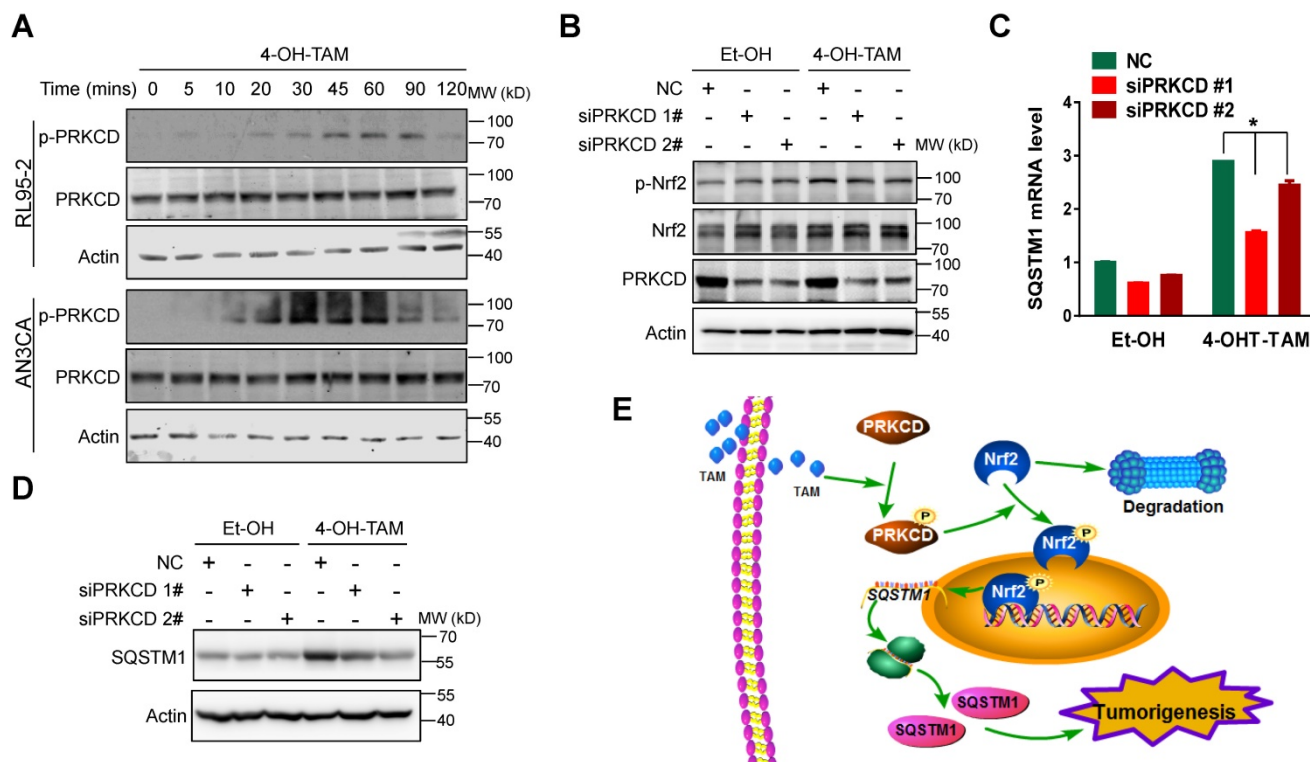 A
4-OH-TAM
Time (mins) 0 5 10 20 30 45 60 90 120 MW (kD)
RL95-2
p-PRKCD
100
70
PRKCD
100
70
Actin
55
40
AN3CA
p-PRKCD
100
70
PRKCD
100
70
Actin
55
40
B
Et-OH 4-OH-TAM
NC + - - + - -
siPRKCD 1# - + - - + -
siPRKCD 2# - - + - - + MW (kD)
p-Nrf2
100
70
Nrf2
100
70
PRKCD
100
70
Actin
55
40
C
NC
siPRKCD #1
siPRKCD #2
SQSTM1 mRNA level
4
3
2
1
0
*
Et-OH 4-OHT-TAM
D
Et-OH 4-OH-TAM
NC + - - + - -
siPRKCD 1# - + - - + -
siPRKCD 2# - - + - - + MW (kD)
SQSTM1
70
55
Actin
55
40
E
TAM
TAM
PRKCD
PRKCD
P
Nrf2
Degradation
Nrf2
P
Nrf2
P
SQSTM1
SQSTM1
SQSTM1
Tumorigenesis